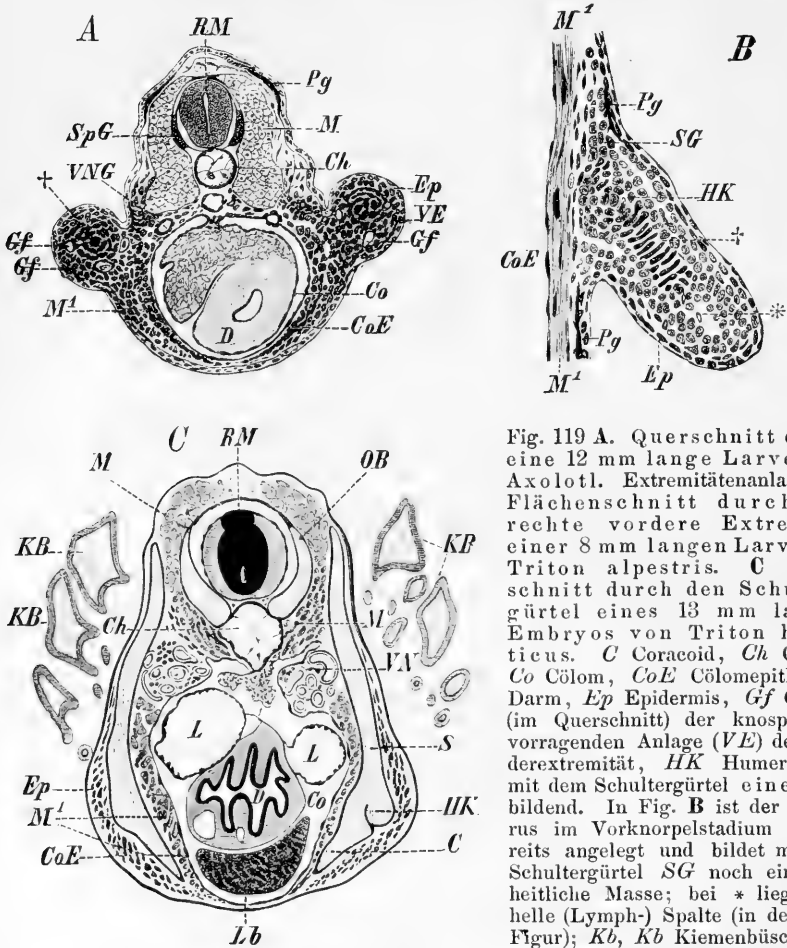 A
RM
Pg
SpG
M
VNG
Ch
†
Ep
VE
Gf
Gf
Gf
Co
M¹
CoE
D
M¹
B
Pg
SG
HK
†
CoE
*
Pg
Ep
M¹
C
RM
M
OB
KB
KB
KB
Ch
M
VN
L
L
S
D
Co
Ep
HK
M¹
CoE
C
Lb
Fig. 119 A. Querschnitt
eine 12 mm lange Larve
Axolotl. Extremitätenanla
Flächenschnitt durch
rechte vordere Extre
einer 8 mm langen Larv
Triton alpestris. C
schnitt durch den Schu
gürtel eines 13 mm la
Embryos von Triton h
ticus. C Coracoid, Ch
Co Cölom, CoE Cölomepit
Darm, Ep Epidermis, Gf
(im Querschnitt) der knosp
vorragenden Anlage (VE) de
derextremität, HK Humer
mit dem Schultergürtel eine
bildend. In Fig. B ist der
rus im Vorknorpelstadium
reits angelegt und bildet m
Schultergürtel SG noch ein
heitliche Masse; bei * lieg
helle (Lymph-) Spalte (in de
Figur); Kb, Kb Kiemenbüsc